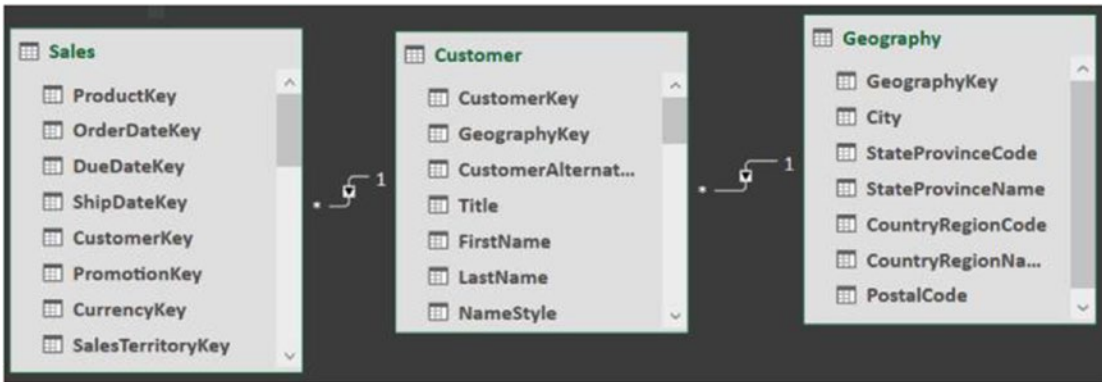 Sales
ProductKey
OrderDateKey
DueDateKey
ShipDateKey
CustomerKey
PromotionKey
CurrencyKey
SalesTerritoryKey
* 1
Customer
CustomerKey
GeographyKey
CustomerAlternat...
Title
FirstName
LastName
NameStyle
* 1
Geography
GeographyKey
City
StateProvinceCode
StateProvinceName
CountryRegionCode
CountryRegionNa...
PostalCode